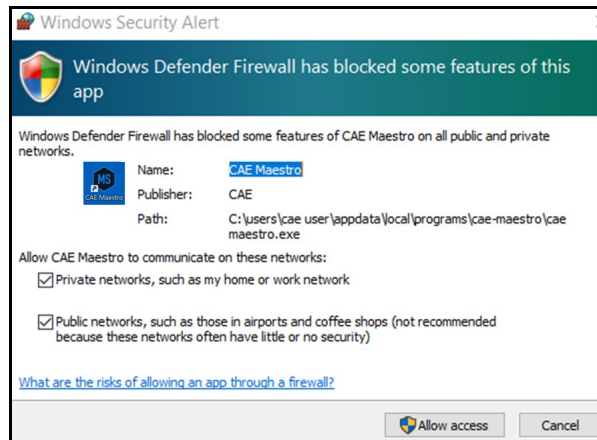 Windows Security Alert
Windows Defender Firewall has blocked some features of this
app
Windows Defender Firewall has blocked some features of CAE Maestro on all public and private
networks.
MS
CAE Maestro
Name: CAE Maestro
Publisher: CAE
Path: C:\users\cae user\appdata\local\programs\cae-maestro\cae
maestro.exe
Allow CAE Maestro to communicate on these networks:
Private networks, such as my home or work network
Public networks, such as those in airports and coffee shops (not recommended
because these networks often have little or no security)
What are the risks of allowing an app through a firewall?
Allow access Cancel